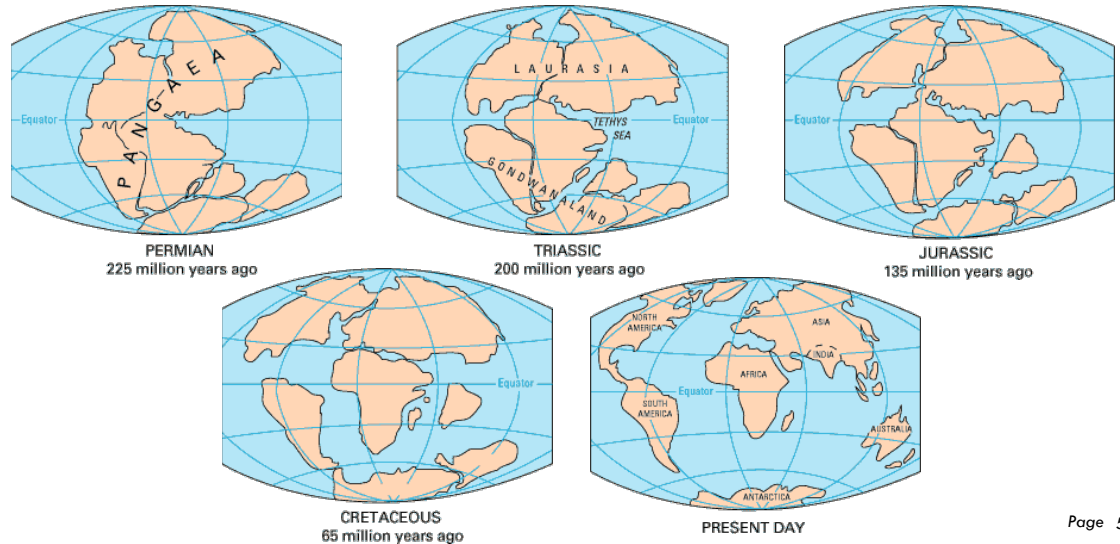 PANGAEA
Equator
PERMIAN
225 million years ago
LAURASIA
TETHYS
SEA
Equator
GONDWANALAND
TRIASSIC
200 million years ago
Equator
JURASSIC
135 million years ago
Equator
CRETACEOUS
65 million years ago
NORTH
AMERICA
ASIA
INDIA
AFRICA
Equator
SOUTH
AMERICA
AUSTRALIA
ANTARCTICA
PRESENT DAY
Page 5